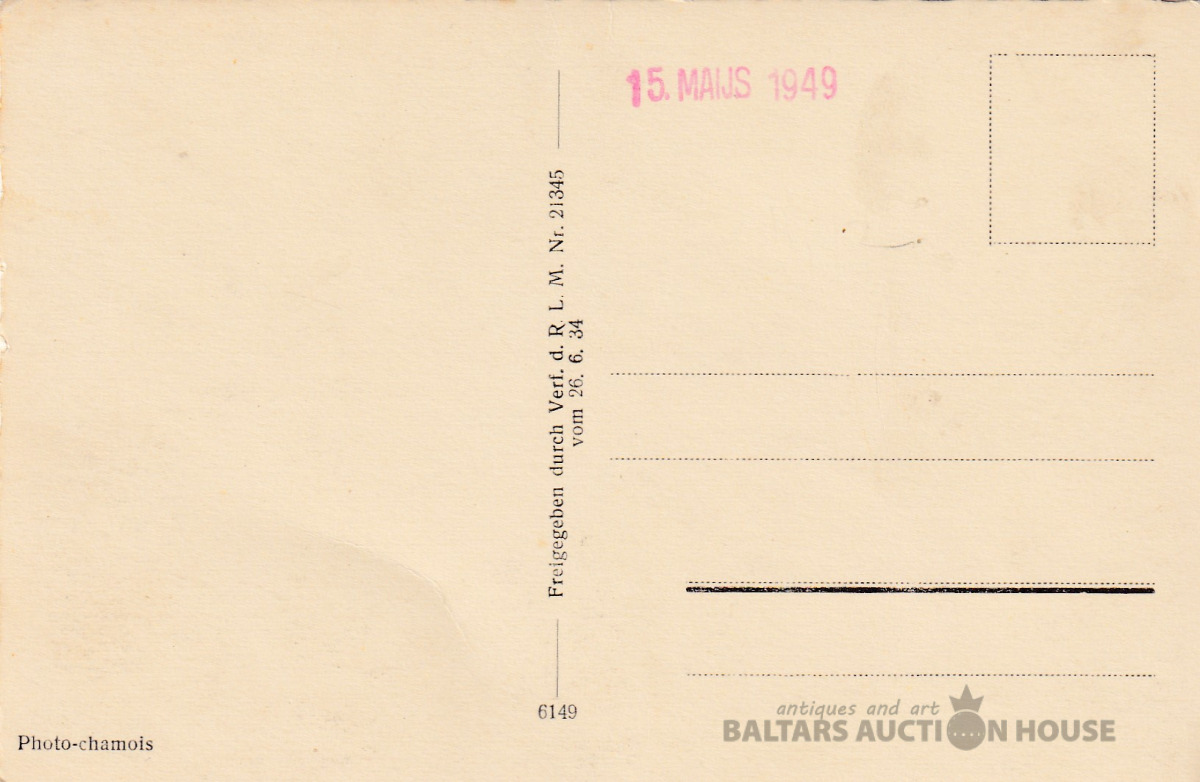 15. MAIJS 1949
Freigegeben durch Verf. d. R. L. M. Nr. 21345
vom 26. 6. 34
6149
Photo-chamois
antiques and art
BALTARS AUCTION HOUSE